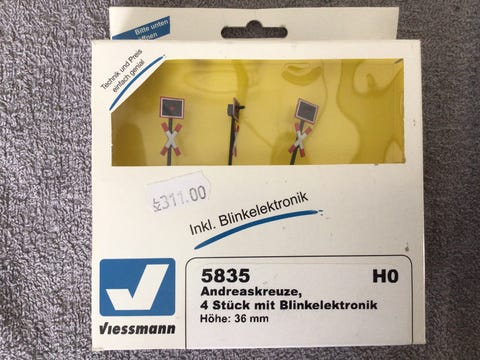 Bitte unten
öffnen
Technik und Preis
einfach genial
311.00
Inkl. Blinkelektronik
5835 H0
Andreaskreuze,
4 Stück mit Blinkelektronik
Höhe: 36 mm
Viessmann